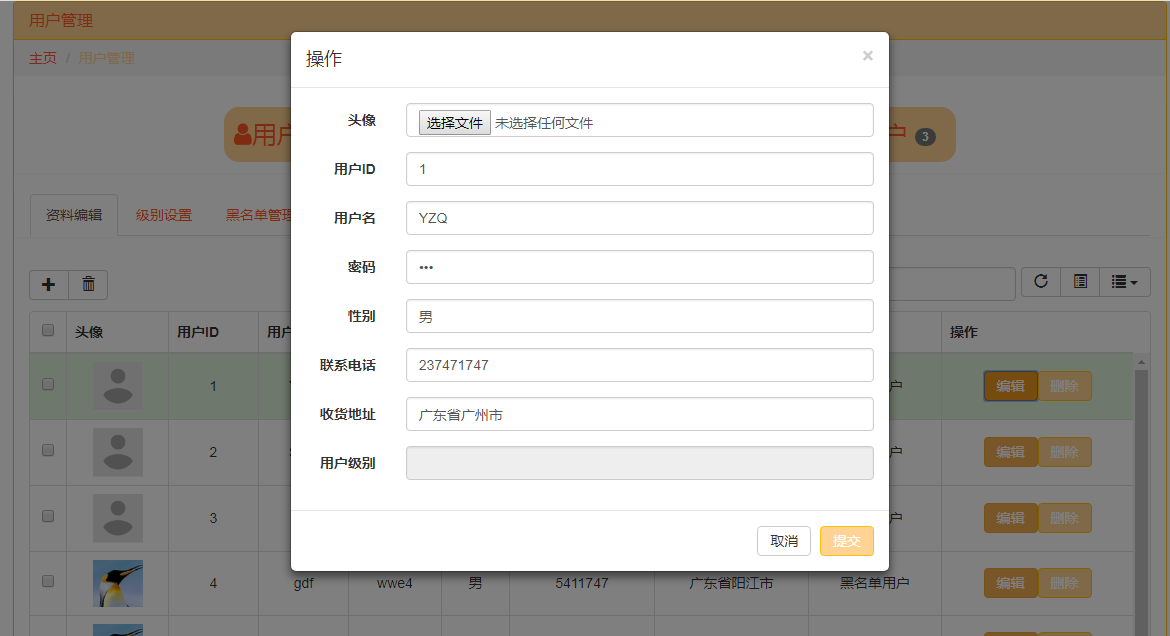 用户管理
主页 / 用户管理
用户
户 3
资料编辑 级别设置 黑名单管理
操作 ×
头像 选择文件 未选择任何文件
用户ID 1
用户名 YZQ
密码 •••
性别 男
联系电话 237471747
收货地址 广东省广州市
用户级别
取消 提交
头像 用户ID 用户 操作
1 户 编辑 删除
2 户 编辑 删除
3 户 编辑 删除
4 gdf wwe4 男 5411747 广东省阳江市 黑名单用户 编辑 删除